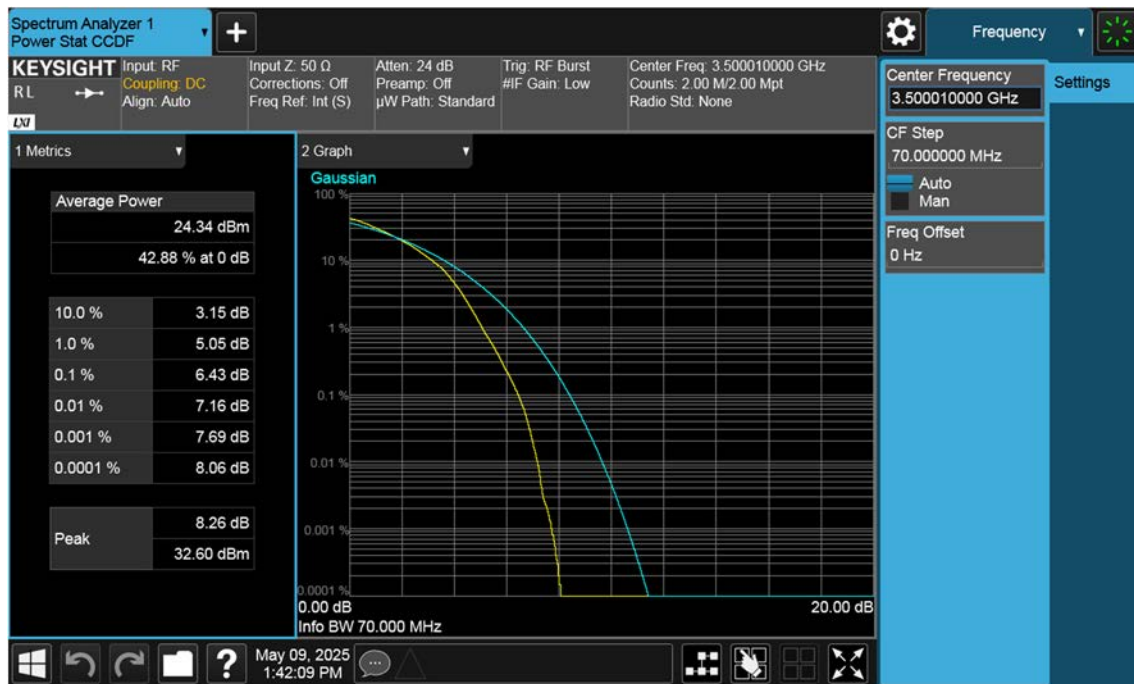 Spectrum Analyzer 1
Power Stat CCDF
Frequency
KEYSIGHT
RL
LXI
Input: RF
Coupling: DC
Align: Auto
Input Z: 50 Ω
Corrections: Off
Freq Ref: Int (S)
Atten: 24 dB
Preamp: Off
µW Path: Standard
Trig: RF Burst
#IF Gain: Low
Center Freq: 3.500010000 GHz
Counts: 2.00 M/2.00 Mpt
Radio Std: None
Center Frequency
3.500010000 GHz
Settings
CF Step
70.000000 MHz
Auto
Man
Freq Offset
0 Hz
1 Metrics
Average Power
24.34 dBm
42.88 % at 0 dB
10.0 % 3.15 dB
1.0 % 5.05 dB
0.1 % 6.43 dB
0.01 % 7.16 dB
0.001 % 7.69 dB
0.0001 % 8.06 dB
Peak
8.26 dB
32.60 dBm
2 Graph
Gaussian
100 %
10 %
1 %
0.1 %
0.01 %
0.001 %
0.0001 %
0.00 dB
20.00 dB
Info BW 70.000 MHz
?
May 09, 2025
1:42:09 PM